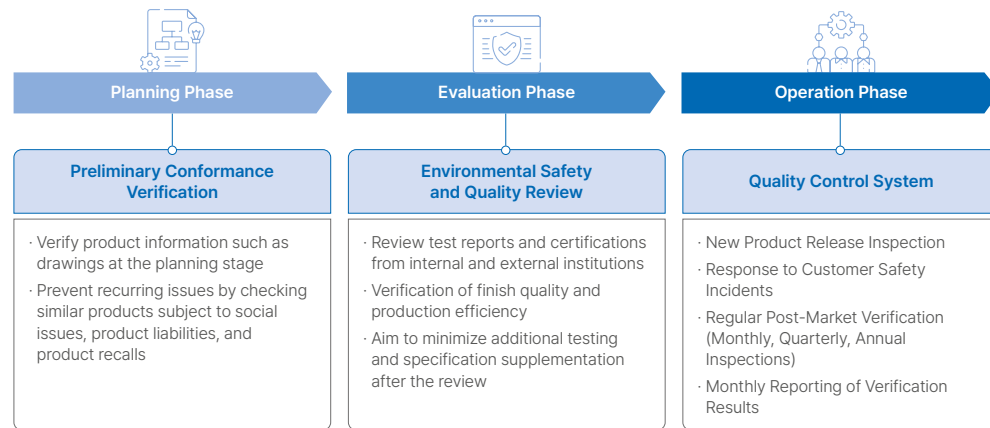 Planning Phase
Evaluation Phase
Operation Phase
Preliminary Conformance
Verification
Environmental Safety
and Quality Review
Quality Control System
· Verify product information such as
drawings at the planning stage
· Prevent recurring issues by checking
similar products subject to social
issues, product liabilities, and
product recalls
· Review test reports and certifications
from internal and external institutions
· Verification of finish quality and
production efficiency
· Aim to minimize additional testing
and specification supplementation
after the review
· New Product Release Inspection
· Response to Customer Safety
Incidents
· Regular Post-Market Verification
(Monthly, Quarterly, Annual
Inspections)
· Monthly Reporting of Verification
Results